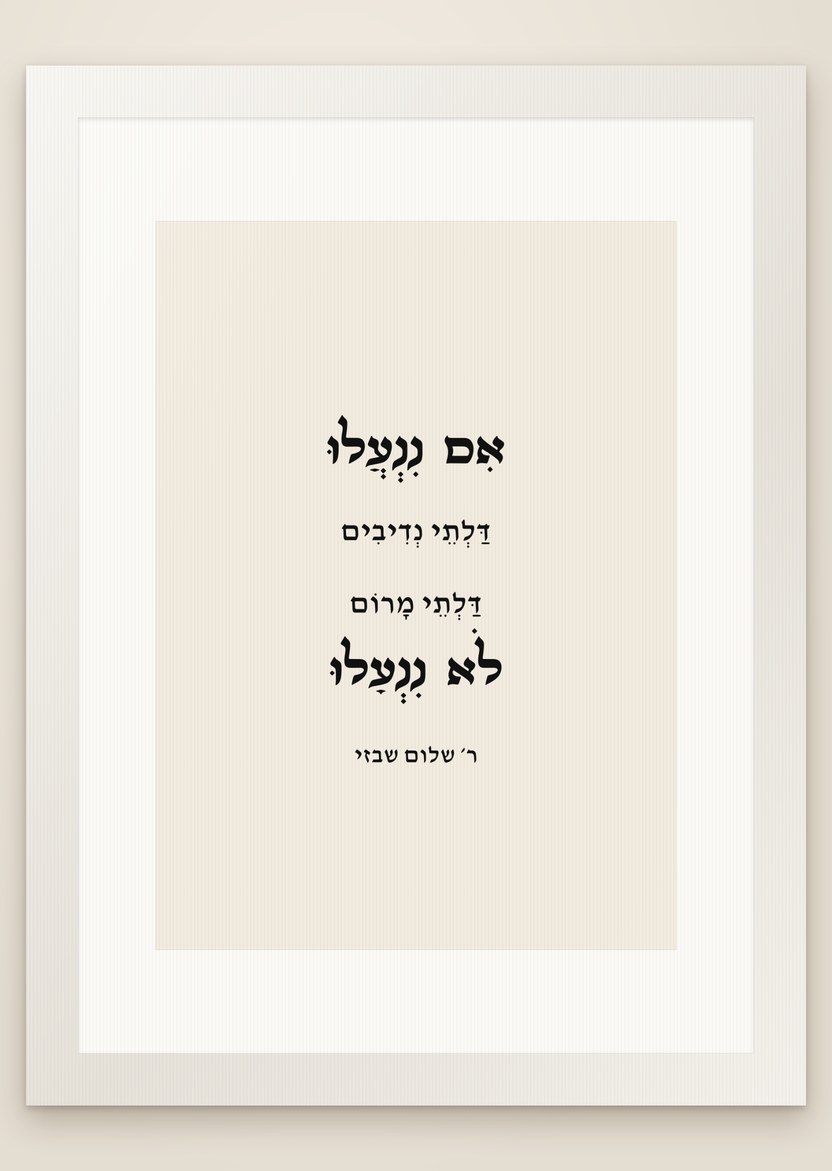 אִם נִנְעֲלוּ
דַּלְתֵי נְדִיבִים
דַּלְתֵי מָרוֹם
לֹא נִנְעָלוּ
ר׳ שלום שבזי